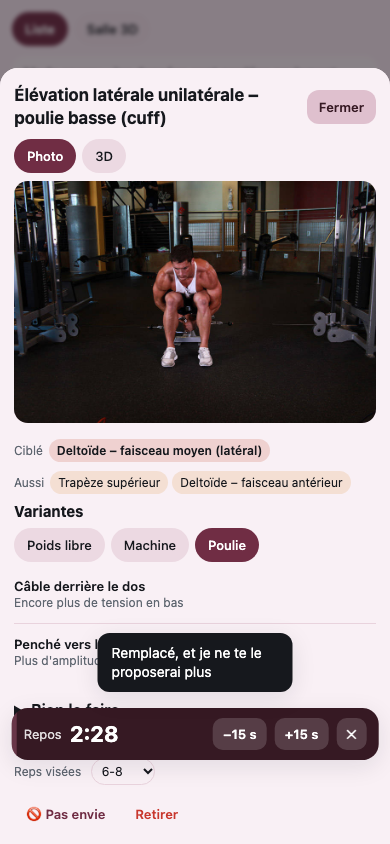 Liste
Salle 3D
Élévation latérale unilatérale –
poulie basse (cuff)
Fermer
Photo
3D
Ciblé
Deltoïde – faisceau moyen (latéral)
Aussi
Trapèze supérieur
Deltoïde – faisceau antérieur
Variantes
Poids libre
Machine
Poulie
Câble derrière le dos
Encore plus de tension en bas
Penché vers
Plus d'amplitu
Remplacé, et je ne te le
proposerai plus
Repos
2:28
−15 s
+15 s
✕
Reps visées
6-8
🚫 Pas envie
Retirer